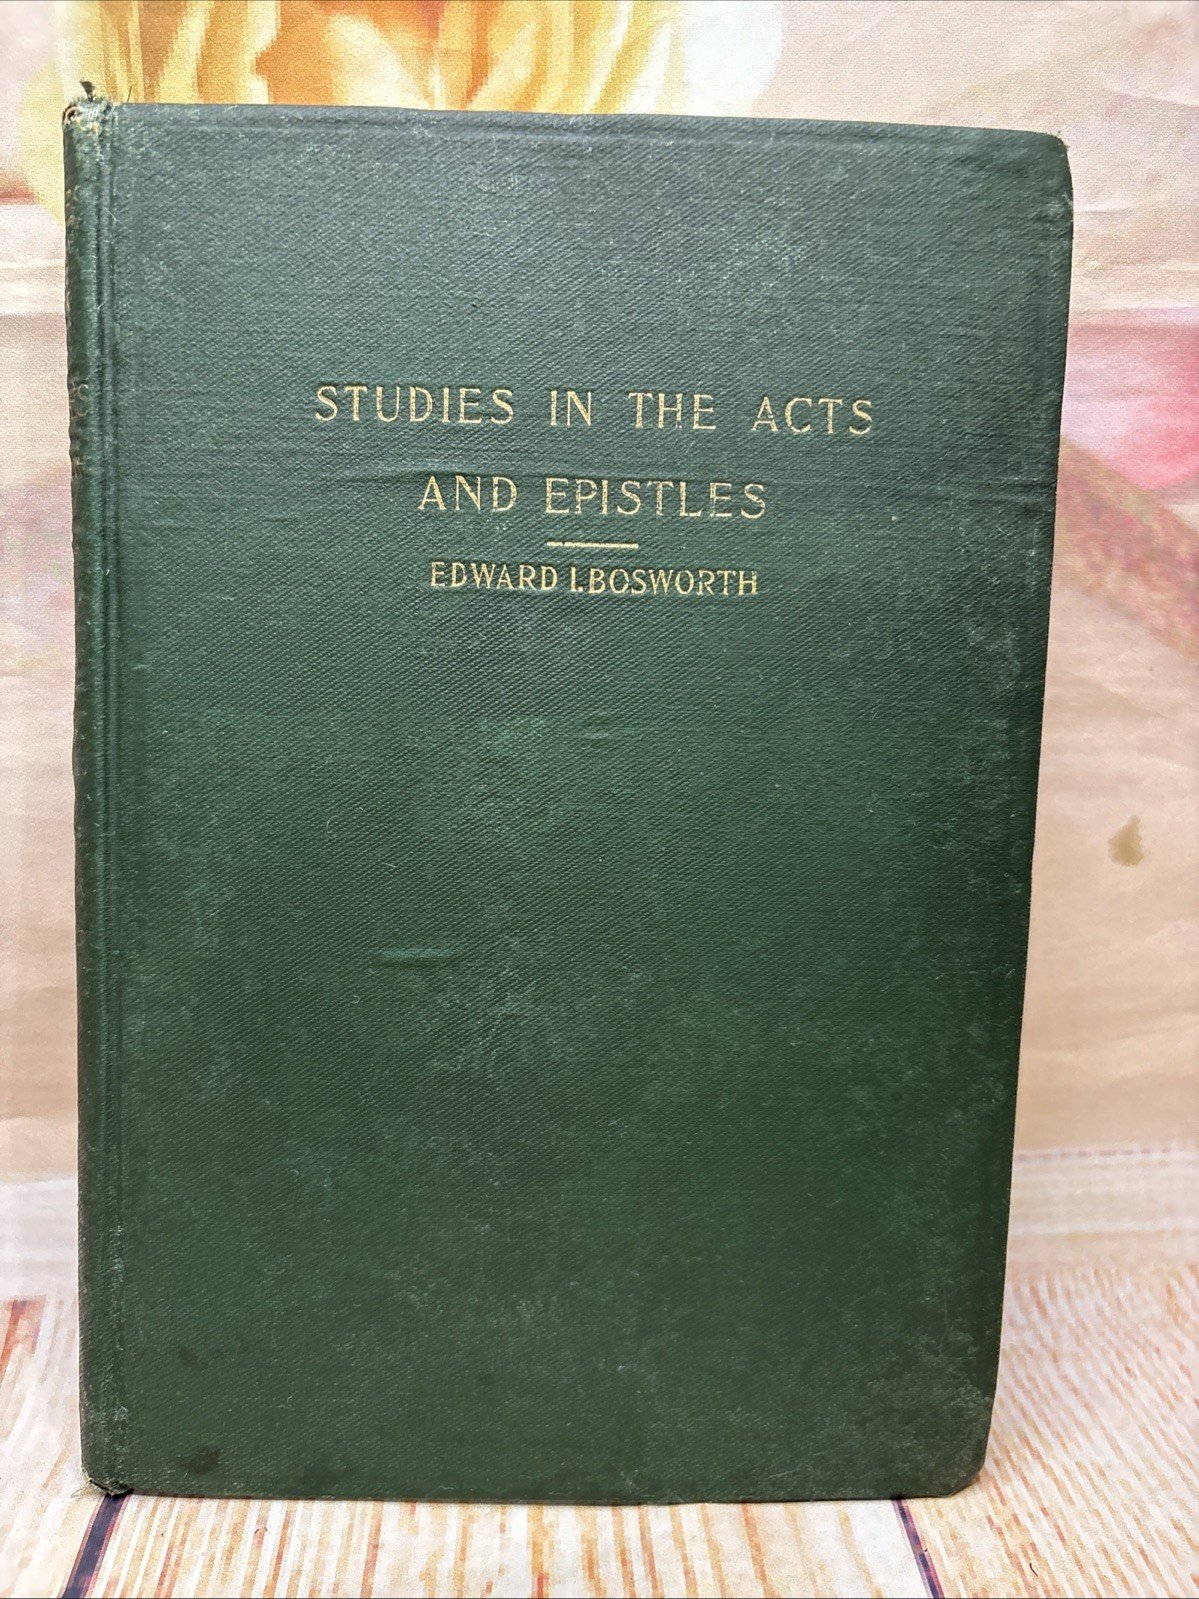 STUDIES IN THE ACTS
AND EPISTLES
EDWARD I. BOSWORTH